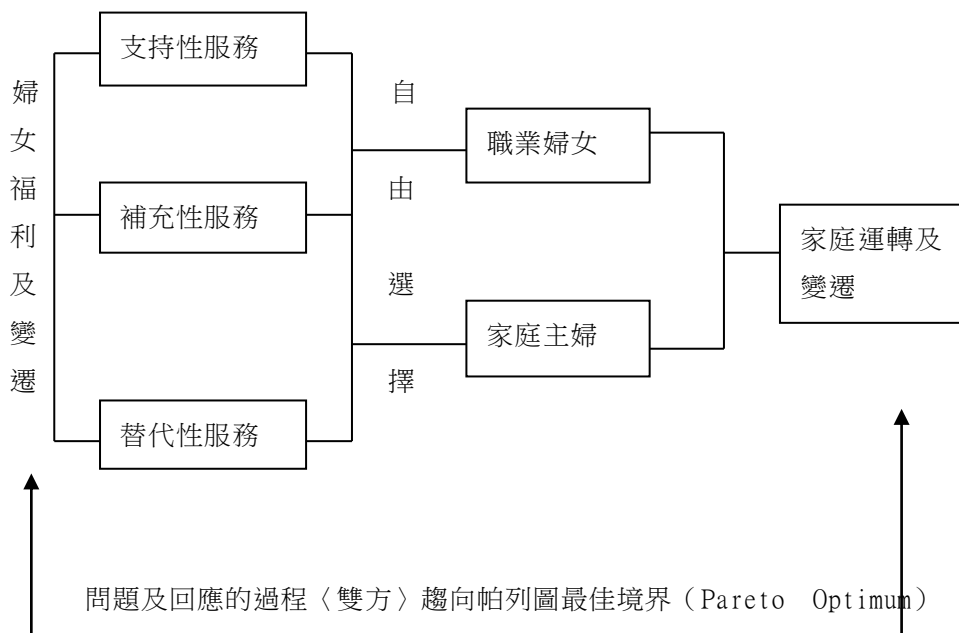 婦女福利及變遷
支持性服務
補充性服務
替代性服務
自由選擇
職業婦女
家庭主婦
家庭運轉及
變遷
問題及回應的過程〈雙方〉趨向帕列圖最佳境界（Pareto Optimum）